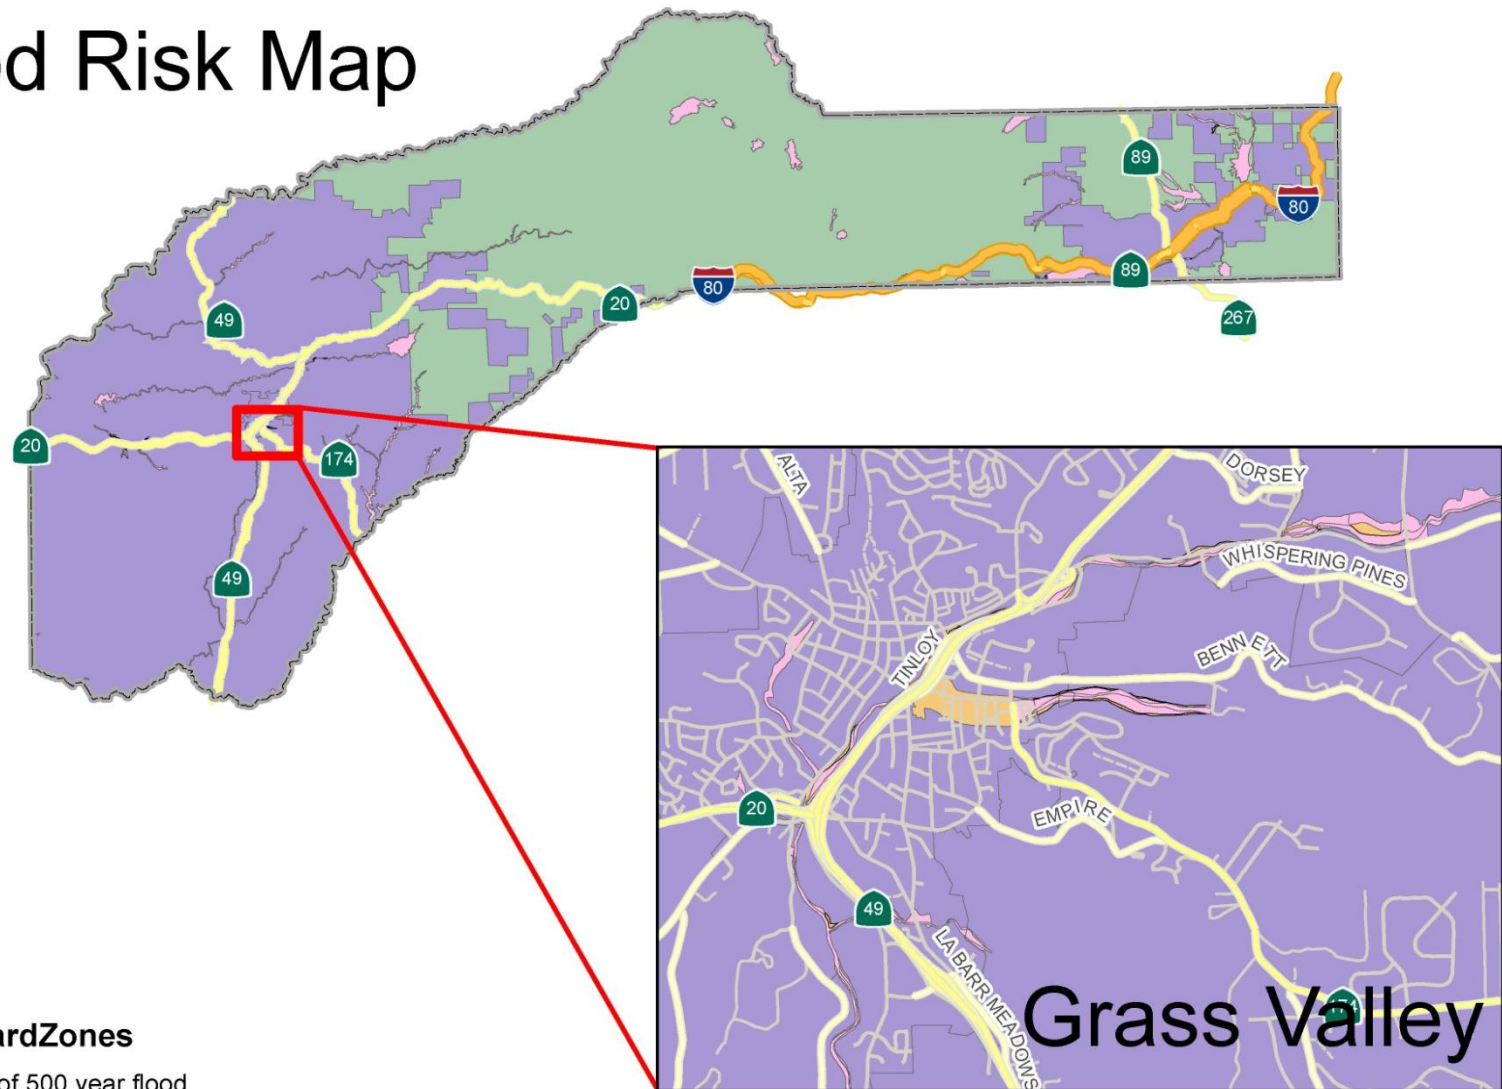 d Risk Map
89
80
89
80
20
267
49
20
174
49
ALTA
DORSEY
WHISPERING PINES
TINLOY
BENNETT
20
EMPIRE
49
LA BARR MEADOWS
174
Grass Valley
ardZones
of 500 year flood